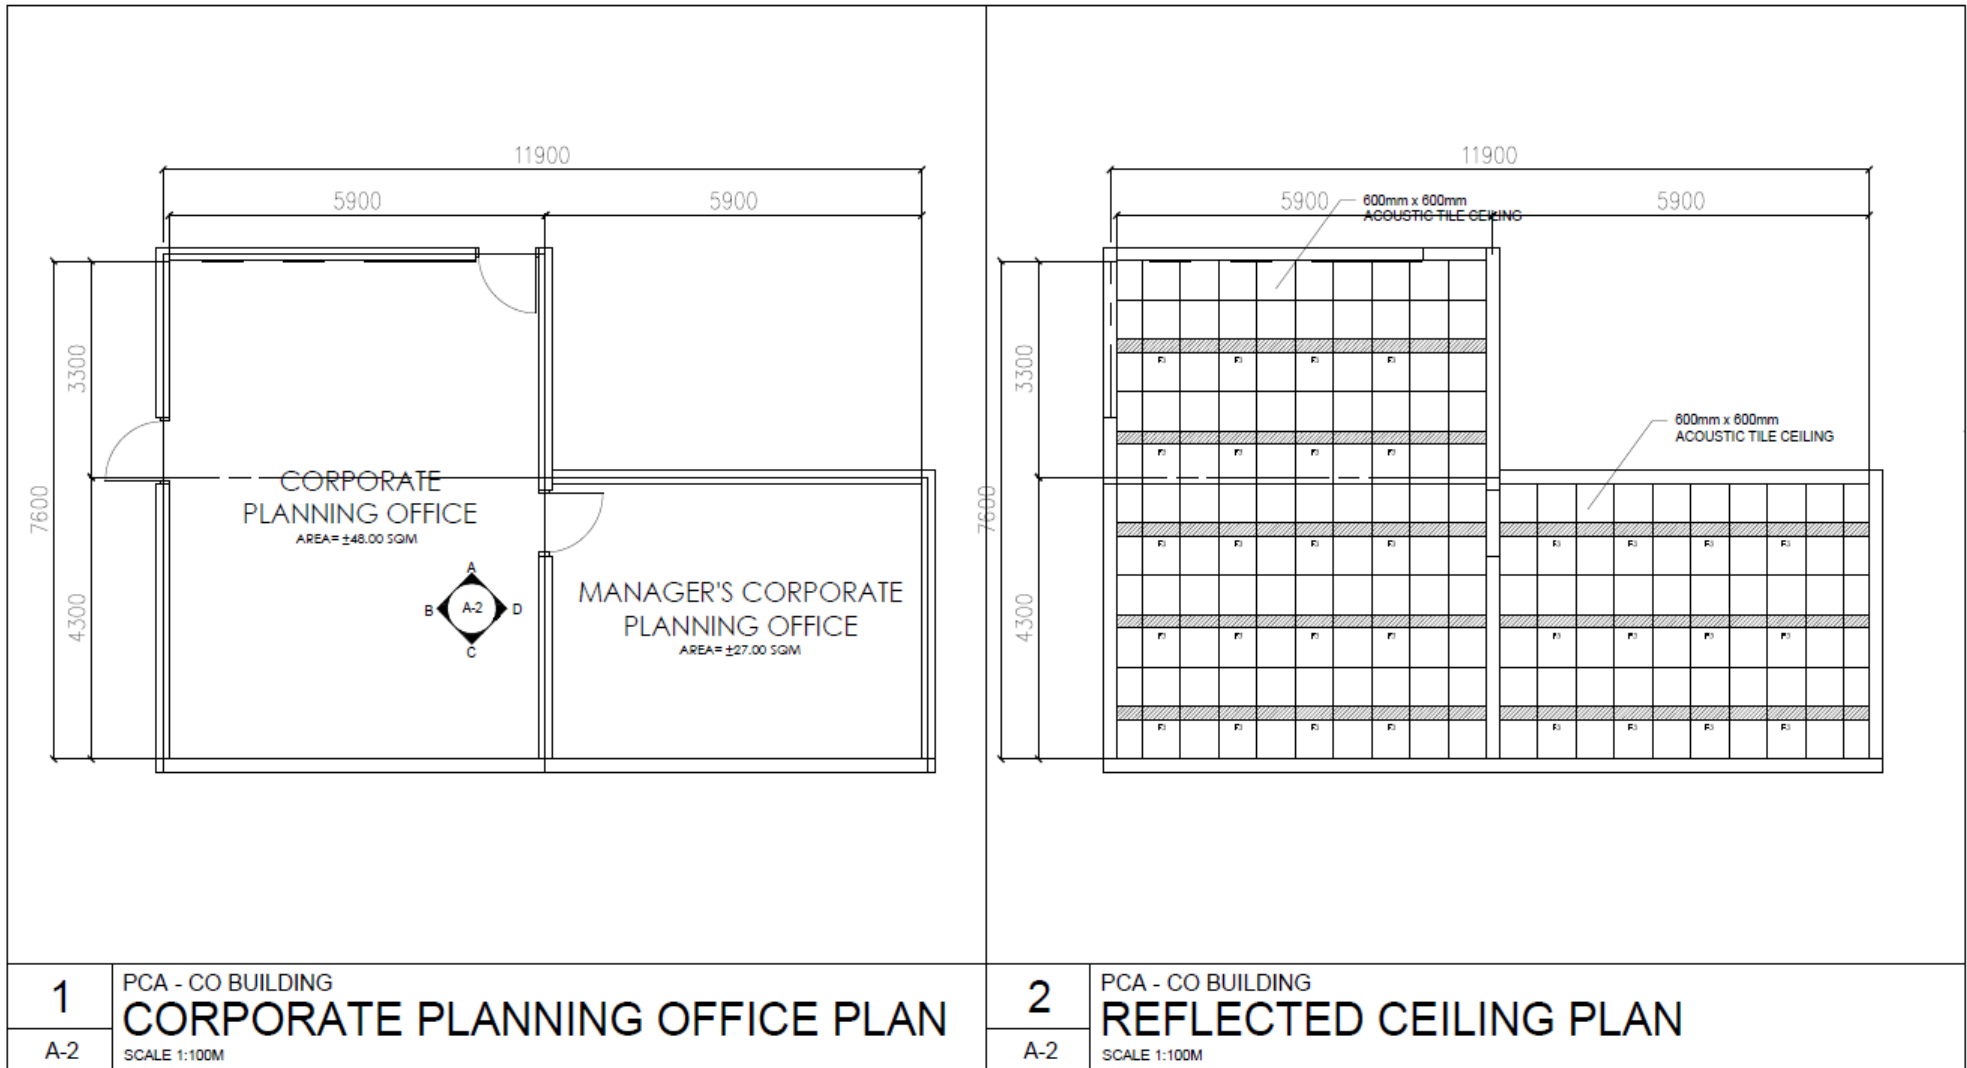 11900
5900
5900
3300
7600
4300
CORPORATE
PLANNING OFFICE
AREA= ±48.00 SQM
A
B
A-2
D
C
MANAGER'S CORPORATE
PLANNING OFFICE
AREA= ±27.00 SQM
1
A-2
PCA - CO BUILDING
CORPORATE PLANNING OFFICE PLAN
SCALE 1:100M
11900
5900
5900
600mm x 600mm
ACOUSTIC TILE CEILING
3300
7600
4300
600mm x 600mm
ACOUSTIC TILE CEILING
2
A-2
PCA - CO BUILDING
REFLECTED CEILING PLAN
SCALE 1:100M